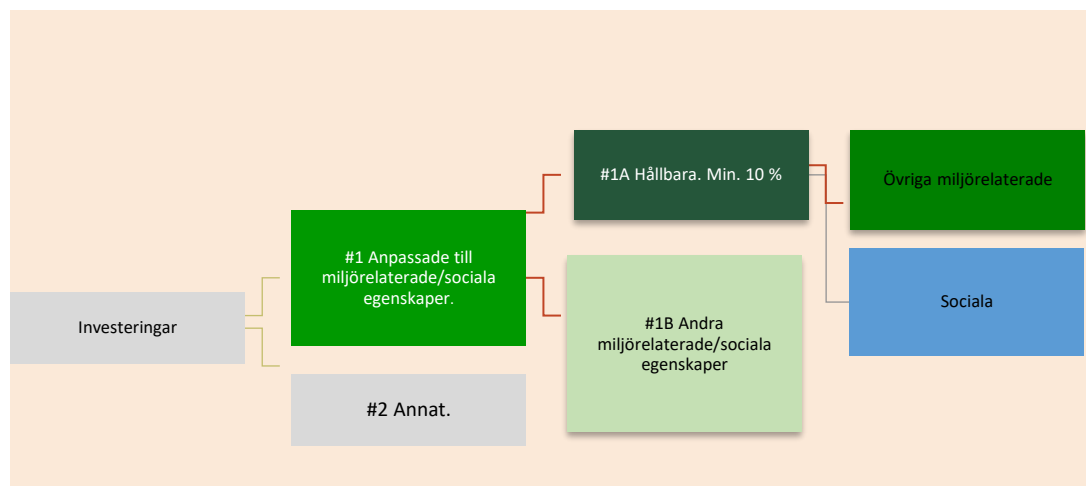 Investeringar
#1 Anpassade till
miljörelaterade/sociala
egenskaper.
#2 Annat.
#1A Hållbara. Min. 10 %
#1B Andra
miljörelaterade/sociala
egenskaper
Övriga miljörelaterade
Sociala